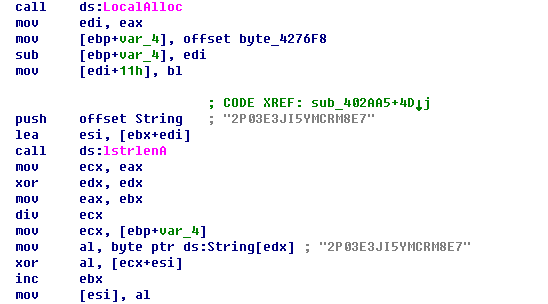 call ds:LocalAlloc
mov edi, eax
mov [ebp+var_4], offset byte_4276F8
sub [ebp+var_4], edi
mov [edi+11h], bl
; CODE XREF: sub_402AA5+4D↓j
push offset String ; "2P03E3JI5YMCRM8E7"
lea esi, [ebx+edi]
call ds:lstrlenA
mov ecx, eax
xor edx, edx
mov eax, ebx
div ecx
mov ecx, [ebp+var_4]
mov al, byte ptr ds:String[edx] ; "2P03E3JI5YMCRM8E7"
xor al, [ecx+esi]
inc ebx
mov [esi], al